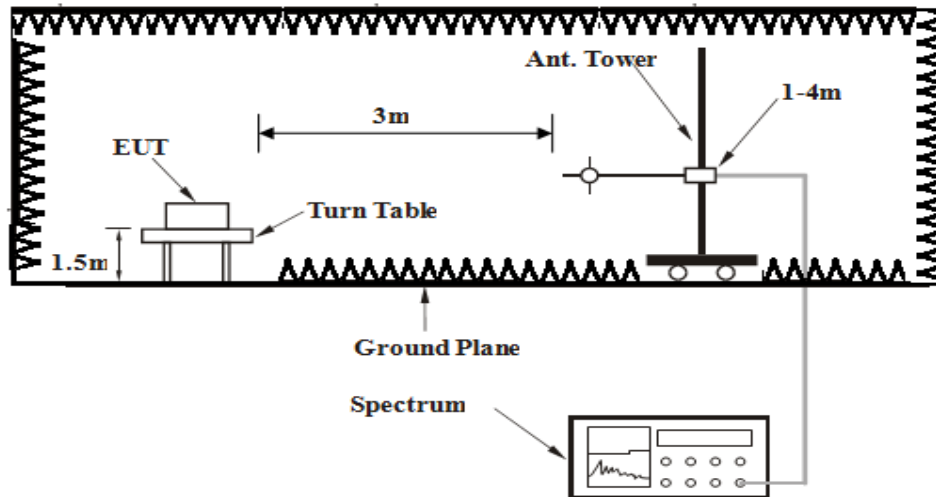 Ant. Tower
1-4m
3m
EUT
Turn Table
1.5m
Ground Plane
Spectrum